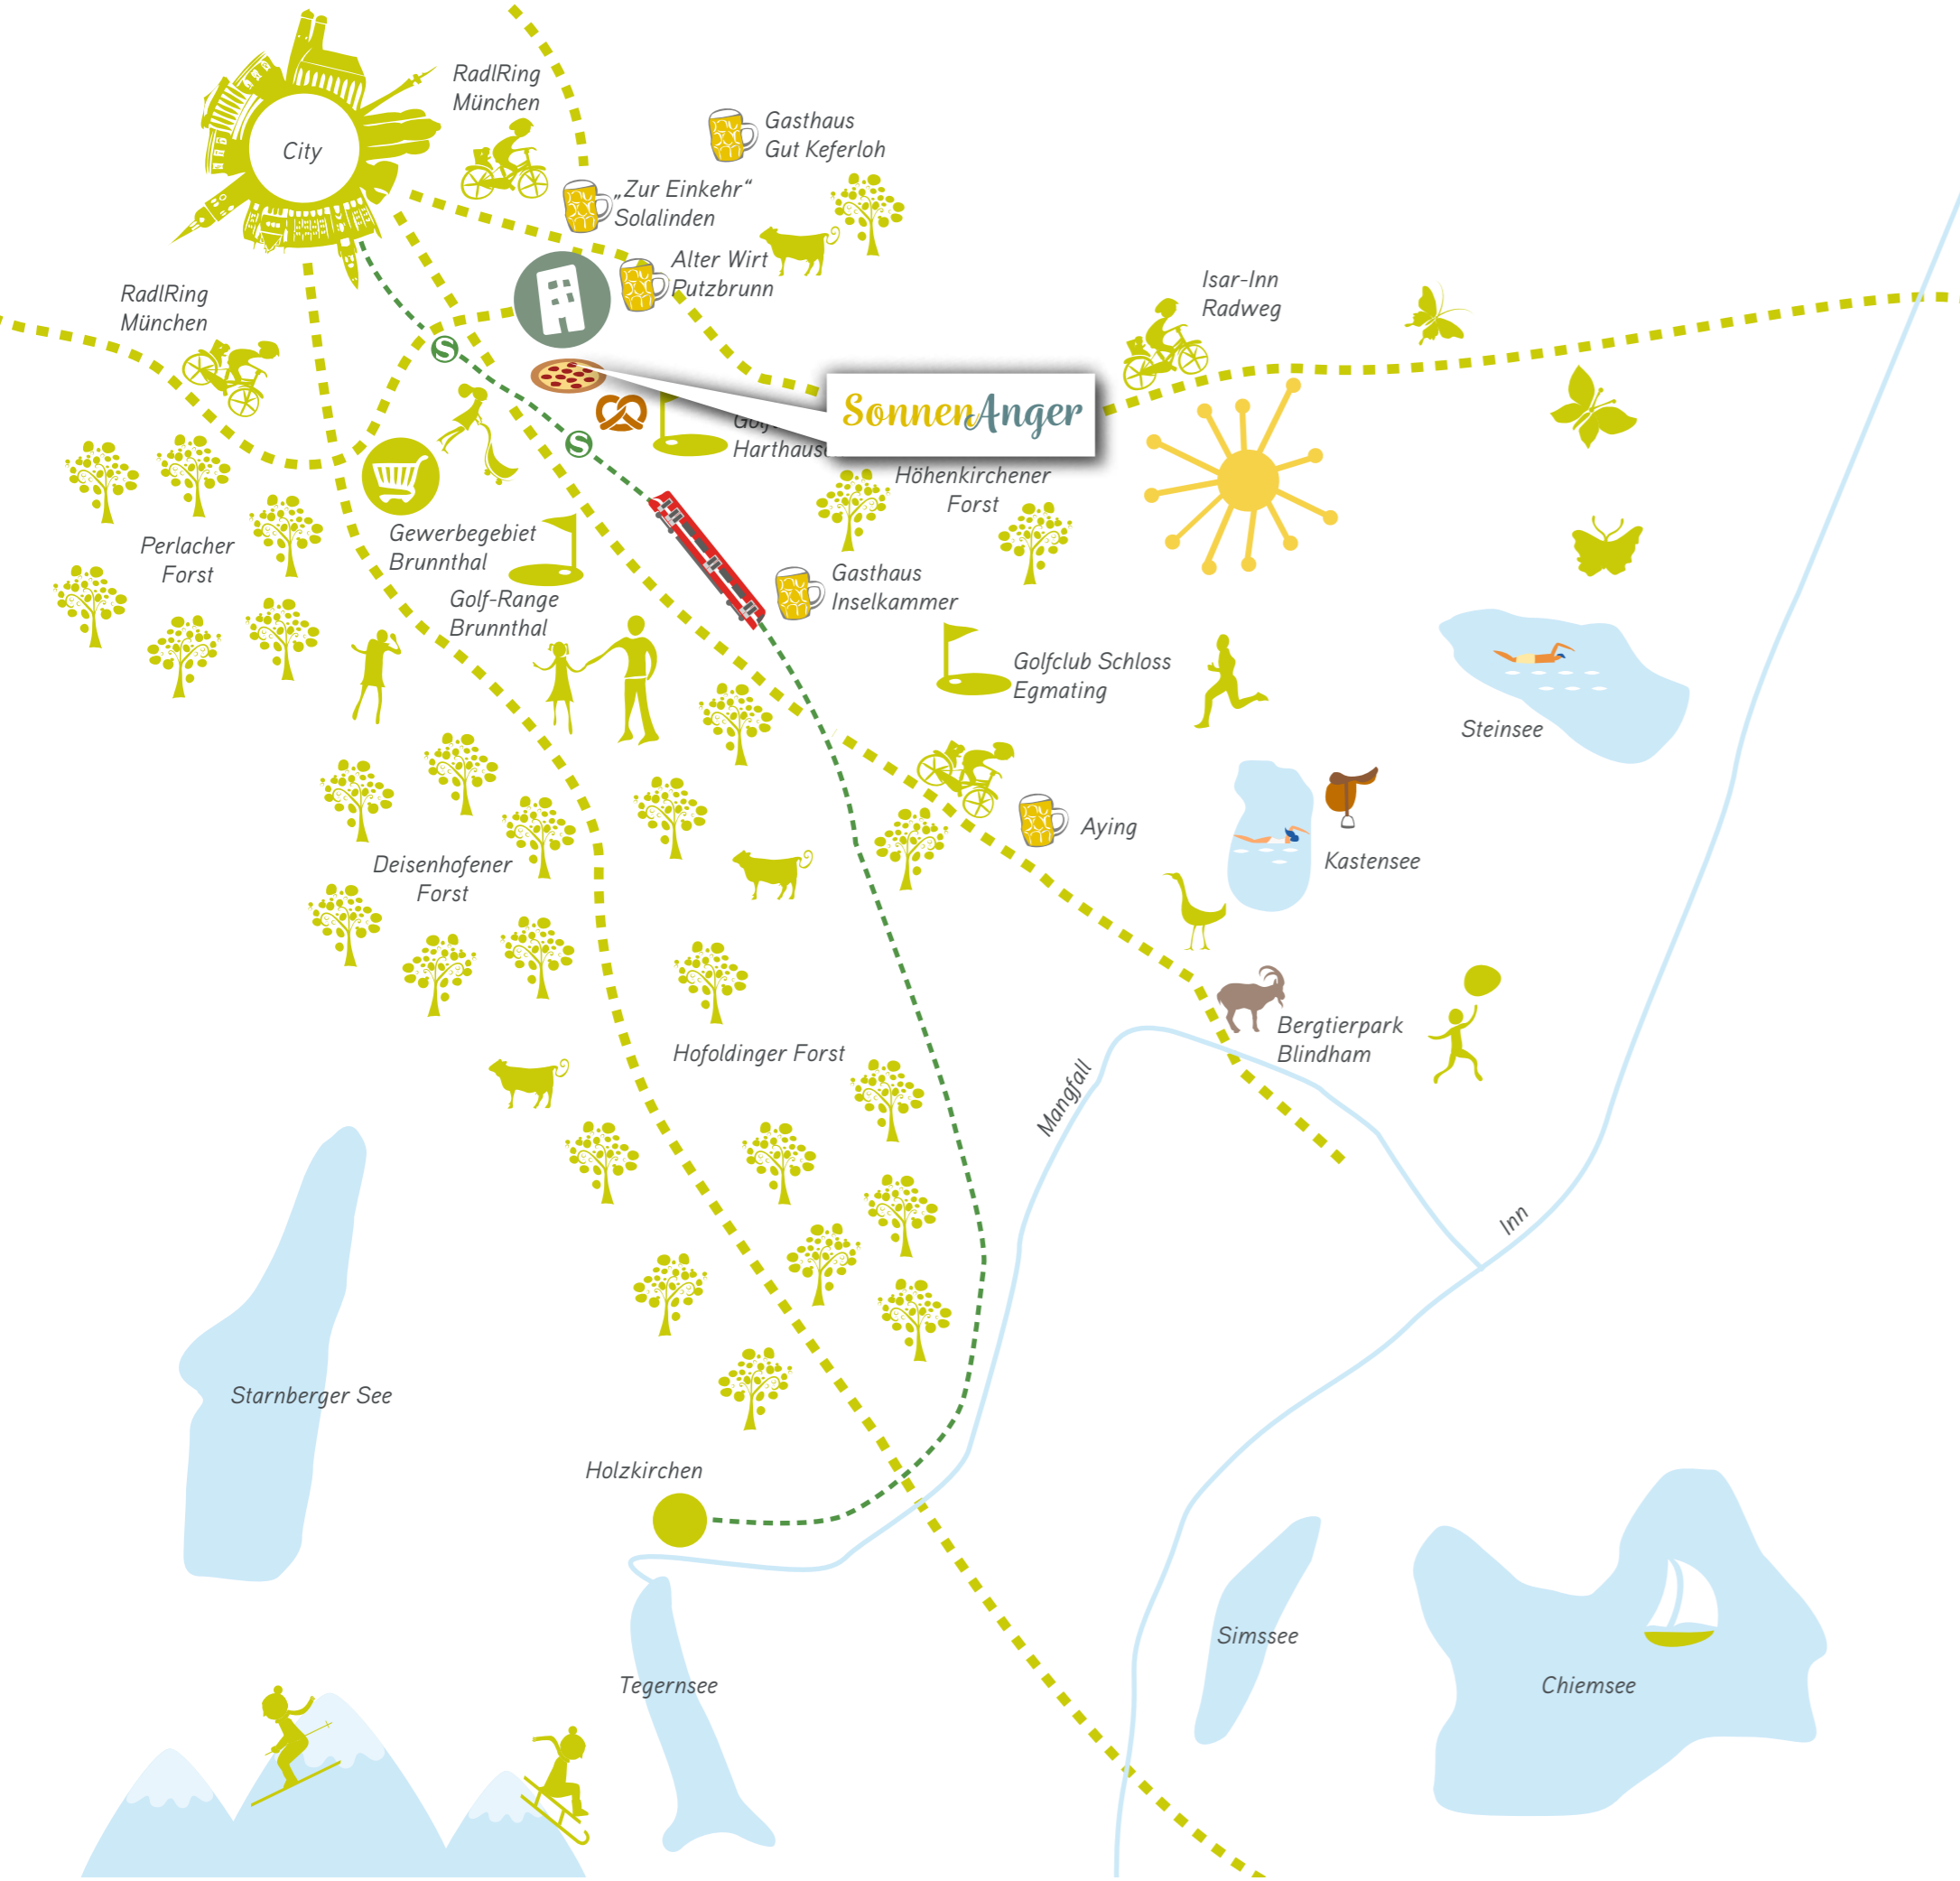 RadlRing
München
City
Gasthaus
Gut Keferloh
„Zur Einkehr“
Solalinden
Alter Wirt
Putzbrunn
RadlRing
München
Isar-Inn
Radweg
S
SonnenAnger
S
Höhenkirchener
Forst
Gewerbegebiet
Brunnthal
Perlacher
Forst
Golf-Range
Brunnthal
Gasthaus
Inselkammer
Golfclub Schloss
Egmating
Steinsee
Aying
Kastensee
Deisenhofener
Forst
Bergtierpark
Blindham
Hofoldinger Forst
Mangfall
Inn
Starnberger See
Holzkirchen
Simssee
Tegernsee
Chiemsee